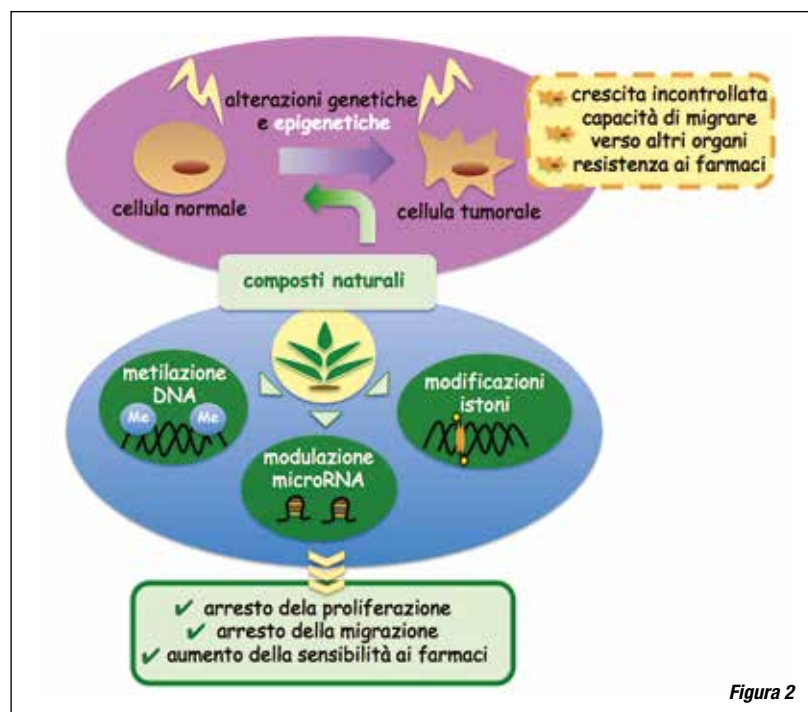 alterazioni genetiche
e epigenetiche
cellula normale
cellula tumorale
crescita incontrollata
capacità di migrare
verso altri organi
resistenza ai farmaci
composti naturali
metilazione
DNA
Me
Me
modulazione
microRNA
modificazioni
istoni
✔ arresto dela proliferazione
✔ arresto della migrazione
✔ aumento della sensibilità ai farmaci
Figura 2